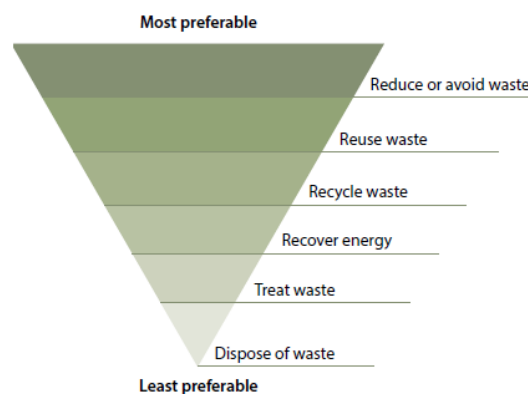 Most preferable
Reduce or avoid waste
Reuse waste
Recycle waste
Recover energy
Treat waste
Dispose of waste
Least preferable